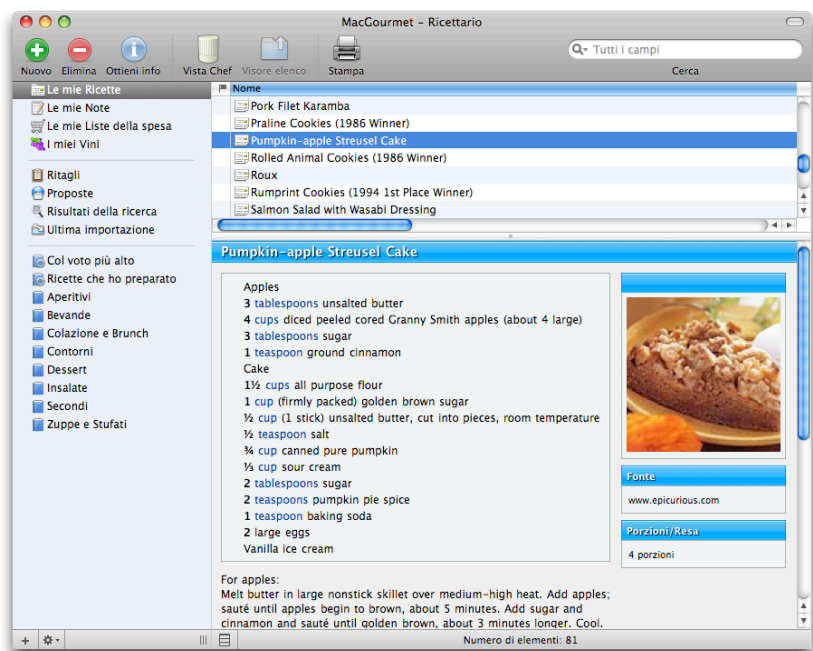 MacGourmet – Ricettario
Nuovo Elimina Ottieni info Vista Chef Visore elenco Stampa
Tutti i campi
Cerca
Le mie Ricette
Le mie Note
Le mie Liste della spesa
I miei Vini
Ritagli
Proposte
Risultati della ricerca
Ultima importazione
Col voto più alto
Ricette che ho preparato
Aperitivi
Bevande
Colazione e Brunch
Contorni
Dessert
Insalate
Secondi
Zuppe e Stufati
Nome
Pork Filet Karamba
Praline Cookies (1986 Winner)
Pumpkin-apple Streusel Cake
Rolled Animal Cookies (1986 Winner)
Roux
Rumprint Cookies (1994 1st Place Winner)
Salmon Salad with Wasabi Dressing
Pumpkin-apple Streusel Cake
Apples
3 tablespoons unsalted butter
4 cups diced peeled cored Granny Smith apples (about 4 large)
3 tablespoons sugar
1 teaspoon ground cinnamon
Cake
1½ cups all purpose flour
1 cup (firmly packed) golden brown sugar
½ cup (1 stick) unsalted butter, cut into pieces, room temperature
½ teaspoon salt
¾ cup canned pure pumpkin
⅓ cup sour cream
2 tablespoons sugar
2 teaspoons pumpkin pie spice
1 teaspoon baking soda
2 large eggs
Vanilla ice cream
Fonte
www.epicurious.com
Porzioni/Resa
4 porzioni
For apples:
Melt butter in large nonstick skillet over medium-high heat. Add apples;
sauté until apples begin to brown, about 5 minutes. Add sugar and
cinnamon and sauté until golden brown, about 3 minutes longer. Cool.
Numero di elementi: 81